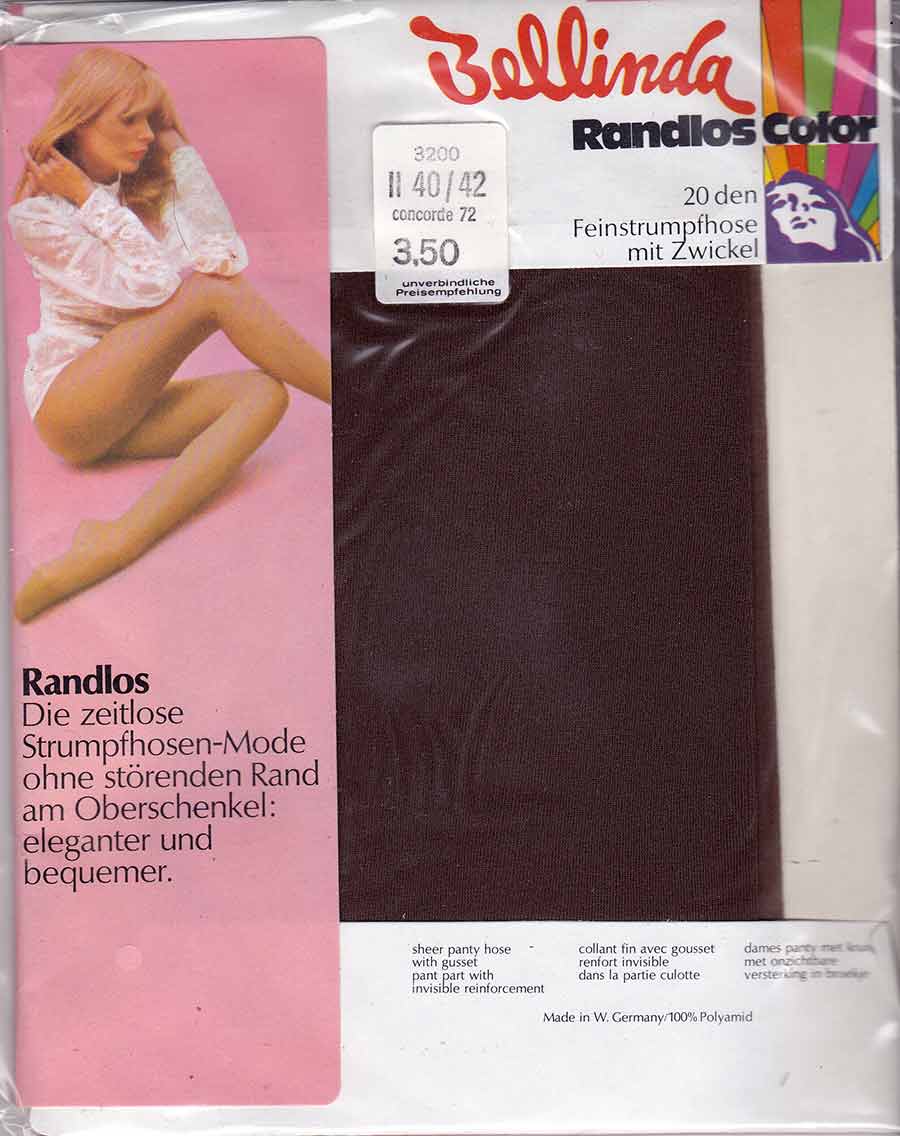 Bellinda
Randlos Color
3200
II 40/42
concorde 72
3,50
unverbindliche
Preisempfehlung
20 den
Feinstrumpfhose
mit Zwickel
Randlos
Die zeitlose
Strumpfhosen-Mode
ohne störenden Rand
am Oberschenkel:
eleganter und
bequemer.
sheer panty hose
with gusset
pant part with
invisible reinforcement
collant fin avec gousset
renfort invisible
dans la partie culotte
dames panty met
met onzichtbare
versterking in broekje
Made in W. Germany/100% Polyamid